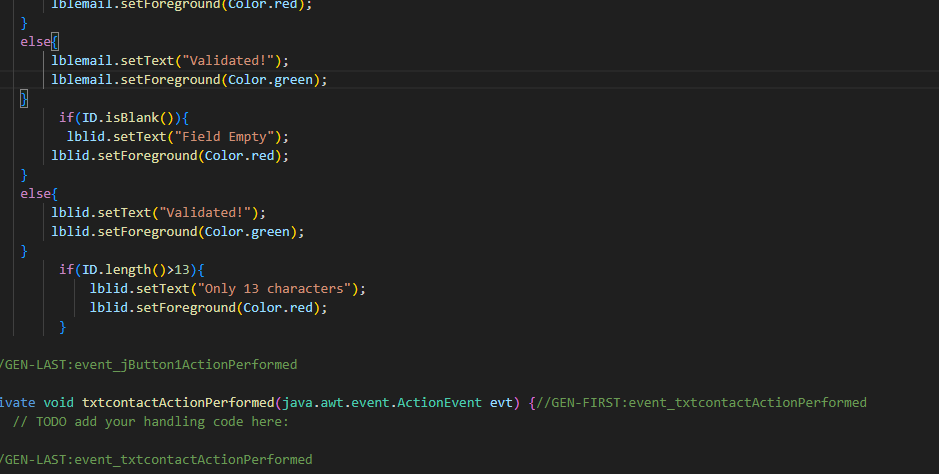 lblemail.setForeground(Color.red);
}
else{
lblemail.setText("Validated!");
lblemail.setForeground(Color.green);
}
if(ID.isBlank()){
lblid.setText("Field Empty");
lblid.setForeground(Color.red);
}
else{
lblid.setText("Validated!");
lblid.setForeground(Color.green);
}
if(ID.length()>13){
lblid.setText("Only 13 characters");
lblid.setForeground(Color.red);
}
/GEN-LAST:event_jButton1ActionPerformed
ivate void txtcontactActionPerformed(java.awt.event.ActionEvent evt) {//GEN-FIRST:event_txtcontactActionPerformed
// TODO add your handling code here:
/GEN-LAST:event_txtcontactActionPerformed